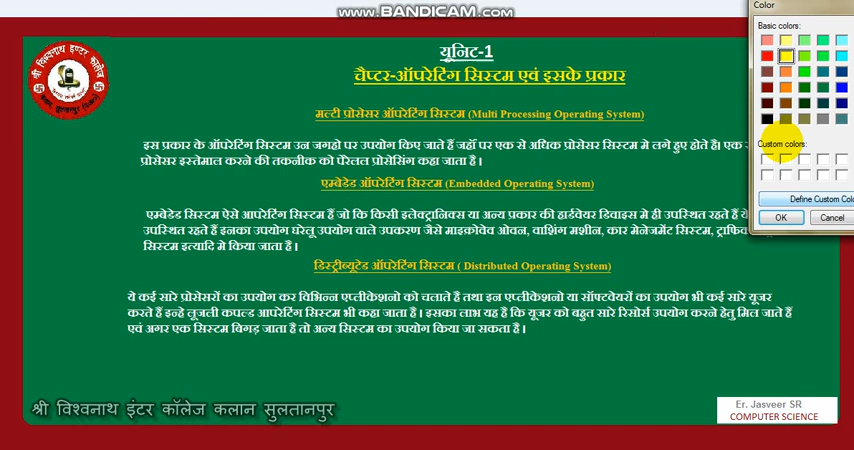 www.BANDICAM.com
Color
Basic colors:
यूनिट-1
चैप्टर-ऑपरेटिंग सिस्टम एवं इसके प्रकार
श्री विश्वनाथ इण्टर कॉलेज
कलान, सुलतानपुर
मल्टी प्रोसेसर ऑपरेटिंग सिस्टम (Multi Processing Operating System)
इस प्रकार के ऑपरेटिंग सिस्टम उन जगहो पर उपयोग किए जाते हैं जहाँ पर एक से अधिक प्रोसेसर सिस्टम मे लगे हुए होते है। एक
प्रोसेसर इस्तेमाल करने की तकनीक को पेरैलल प्रोसेसिंग कहा जाता है ।
Custom colors:
एम्बेडेड ऑपरेटिंग सिस्टम (Embedded Operating System)
Define Custom Colo
OK
Cancel
एम्बेडेड सिस्टम ऐसे आपरेटिंग सिस्टम हैं जो कि किसी इलेक्ट्रानिक्स या अन्य प्रकार की हार्डवेयर डिवाइस मे ही उपस्थित रहते हैं
उपस्थित रहते हैं इनका उपयोग घरेलू उपयोग वाले उपकरण जैसे माइक्रोवेव ओवन, वाशिंग मशीन, कार मेनेजमेंट सिस्टम,
सिस्टम इत्यादि मे किया जाता है ।
डिस्ट्रीब्यूटेड ऑपरेटिंग सिस्टम ( Distributed Operating System)
ये कई सारे प्रोसेसरों का उपयोग कर विभिन्न एप्लीकेशनो को चलाते है तथा इन एप्लीकेशनो या सॉफ्टवेयरों का उपयोग भी कई सारे यूजर
करते हैं इन्हे लूजली कपल्ड आपरेटिंग सिस्टम भी कहा जाता है । इसका लाभ यह है कि यूजर को बहुत सारे रिसोर्स उपयोग करने हेतु मिल जाते हैं
एवं अगर एक सिस्टम बिगड़ जाता है तो अन्य सिस्टम का उपयोग किया जा सकता है ।
श्री विश्वनाथ इंटर कॉलेज कलान सुलतानपुर
Er. Jasveer SR
COMPUTER SCIENCE